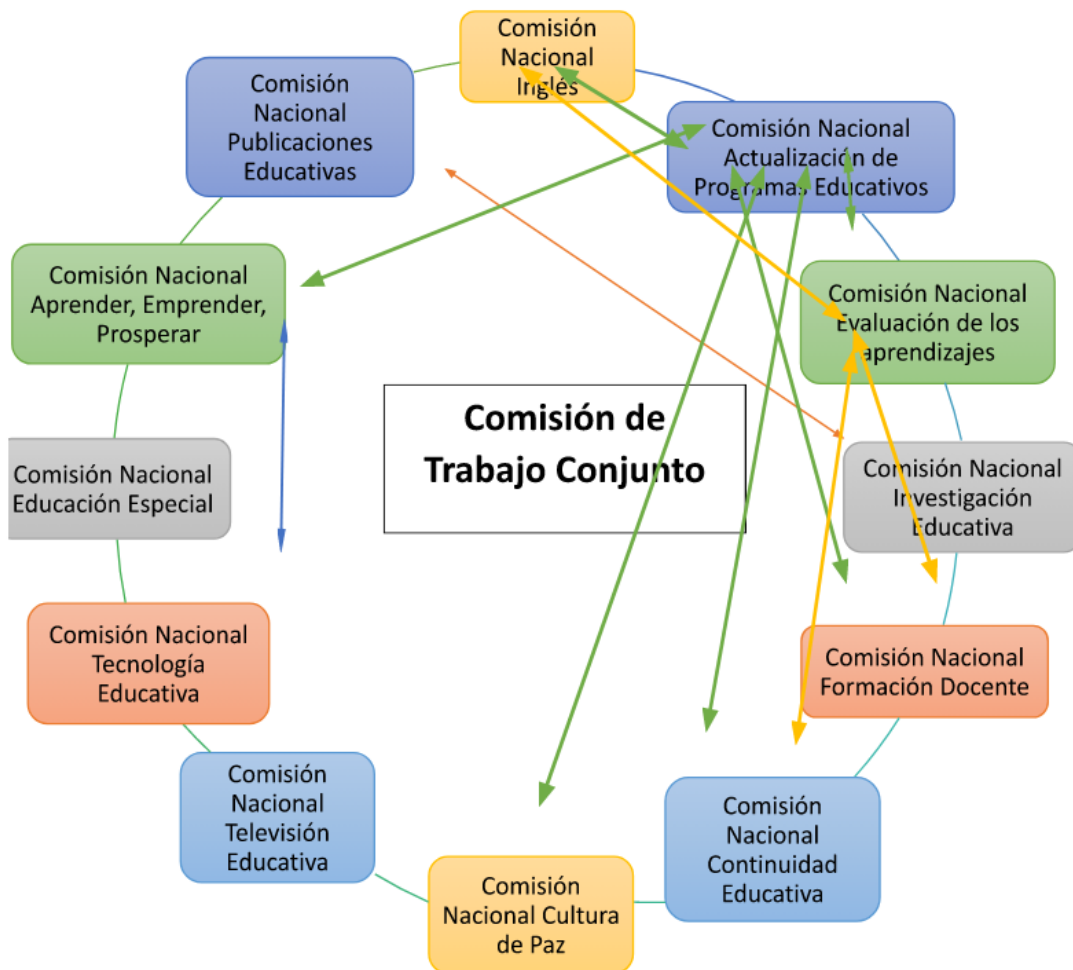 Comisión
Nacional
Inglés
Comisión Nacional
Actualización de
Programas Educativos
Comisión Nacional
Evaluación de los
aprendizajes
Comisión Nacional
Investigación
Educativa
Comisión Nacional
Formación Docente
Comisión
Nacional
Continuidad
Educativa
Comisión
Nacional Cultura
de Paz
Comisión
Nacional
Televisión
Educativa
Comisión Nacional
Tecnología
Educativa
Comisión Nacional
Educación Especial
Comisión Nacional
Aprender, Emprender,
Prosperar
Comisión
Nacional
Publicaciones
Educativas
Comisión de
Trabajo Conjunto